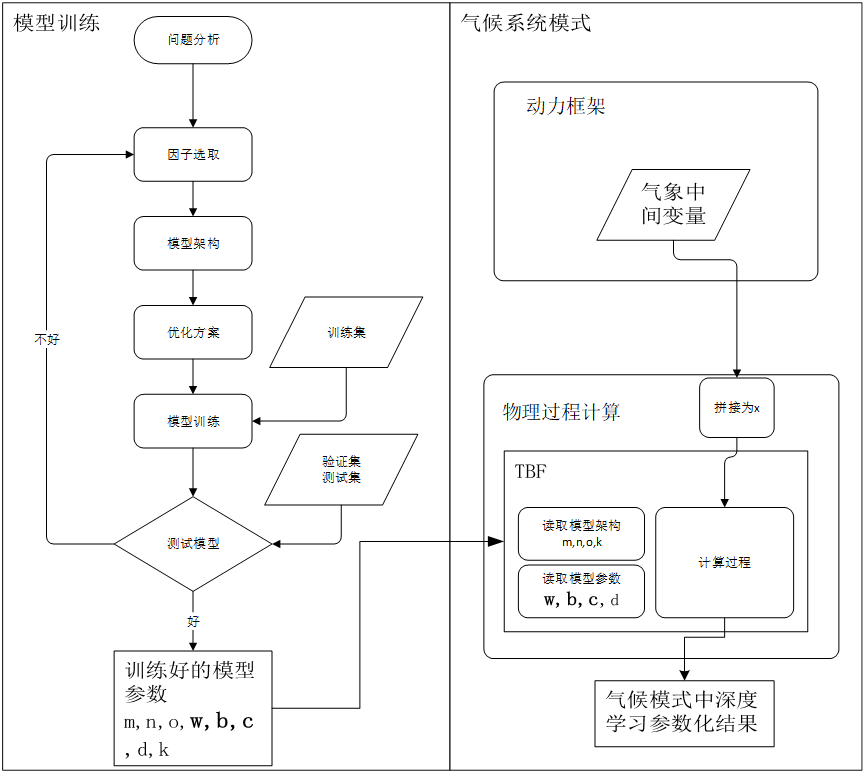 模型训练
问题分析
因子选取
模型架构
优化方案
训练集
不好
模型训练
验证集
测试集
测试模型
好
训练好的模型
参数
m,n,o,w,b,c
,d,k
气候系统模式
动力框架
气象中
间变量
物理过程计算
拼接为x
TBF
读取模型架构
m,n,o,k
读取模型参数
w,b,c,d
计算过程
气候模式中深度
学习参数化结果